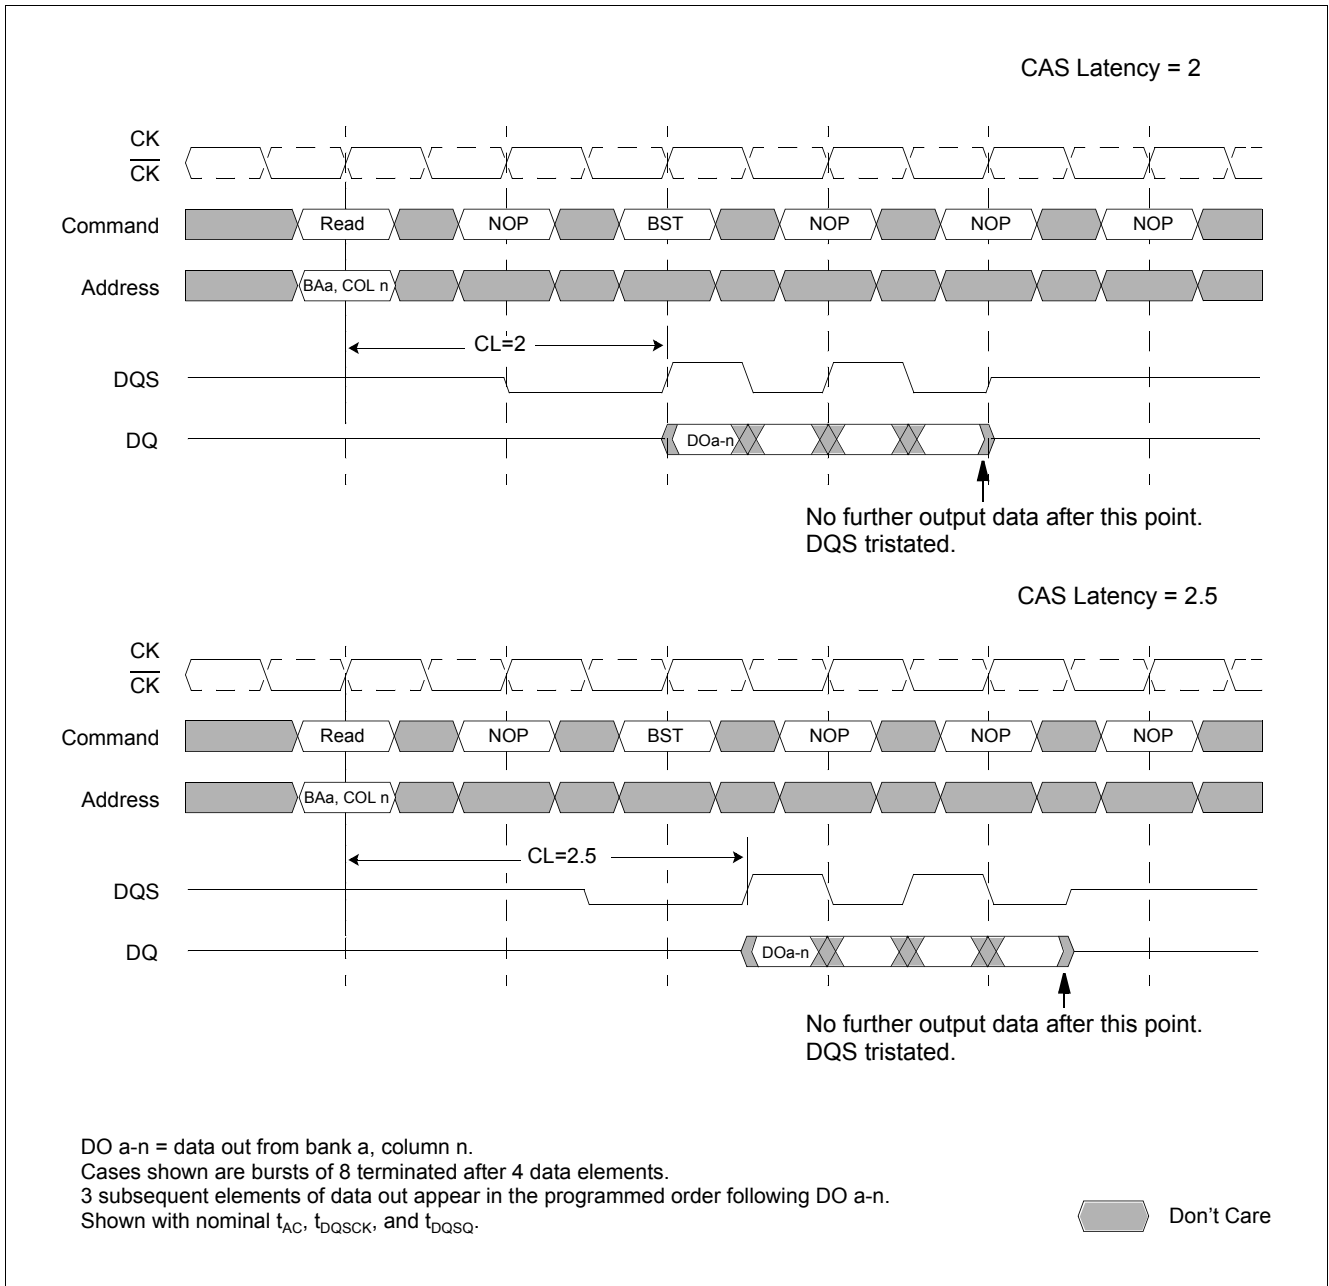 CAS Latency = 2
CK
CK
Command Read NOP BST NOP NOP NOP
Address BAa, COL n
CL=2
DQS
DQ DOa-n
No further output data after this point.
DQS tristated.
CAS Latency = 2.5
CK
CK
Command Read NOP BST NOP NOP NOP
Address BAa, COL n
CL=2.5
DQS
DQ DOa-n
No further output data after this point.
DQS tristated.
DO a-n = data out from bank a, column n.
Cases shown are bursts of 8 terminated after 4 data elements.
3 subsequent elements of data out appear in the programmed order following DO a-n.
Shown with nominal tAC, tDQSCK, and tDQSQ.
Don't Care